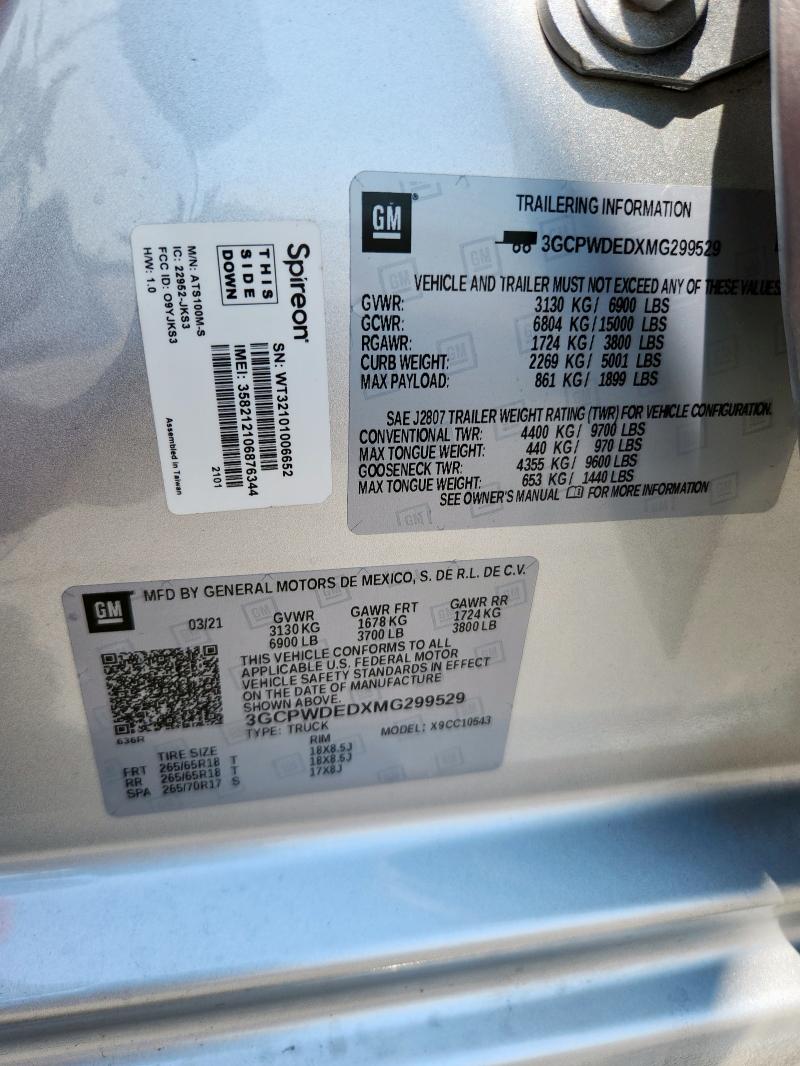 GM
TRAILERING INFORMATION
3GCPWDEDXMG299529
VEHICLE AND TRAILER MUST NOT EXCEED ANY OF THESE VALUES
GVWR: 3130 KG/ 6900 LBS
GCWR: 6804 KG/15000 LBS
RGAWR: 1724 KG/ 3800 LBS
CURB WEIGHT: 2269 KG/ 5001 LBS
MAX PAYLOAD: 861 KG/ 1899 LBS
SAE J2807 TRAILER WEIGHT RATING (TWR) FOR VEHICLE CONFIGURATION.
CONVENTIONAL TWR: 4400 KG/ 9700 LBS
MAX TONGUE WEIGHT: 440 KG/ 970 LBS
GOOSENECK TWR: 4355 KG/ 9600 LBS
MAX TONGUE WEIGHT: 653 KG/ 1440 LBS
SEE OWNER'S MANUAL FOR MORE INFORMATION
Spireon
THIS
SIDE
DOWN
M/N: ATS100M-S
IC: 22952-JKS3
FCC ID: O9YJKS3
H/W: 1.0
SN: WT32101006652
IMEI: 358212106876344
2101
Assembled in Taiwan
GM
MFD BY GENERAL MOTORS DE MEXICO, S. DE R.L. DE C.V.
03/21 GVWR GAWR FRT GAWR RR
3130 KG 1678 KG 1724 KG
6900 LB 3700 LB 3800 LB
THIS VEHICLE CONFORMS TO ALL
APPLICABLE U.S. FEDERAL MOTOR
VEHICLE SAFETY STANDARDS IN EFFECT
ON THE DATE OF MANUFACTURE
SHOWN ABOVE.
3GCPWDEDXMG299529
TYPE: TRUCK MODEL: X9CC10543
636R
TIRE SIZE RIM
FRT 265/65R18 T 18X8.5J
RR 265/65R18 T 18X8.5J
SPA 265/70R17 S 17X8J